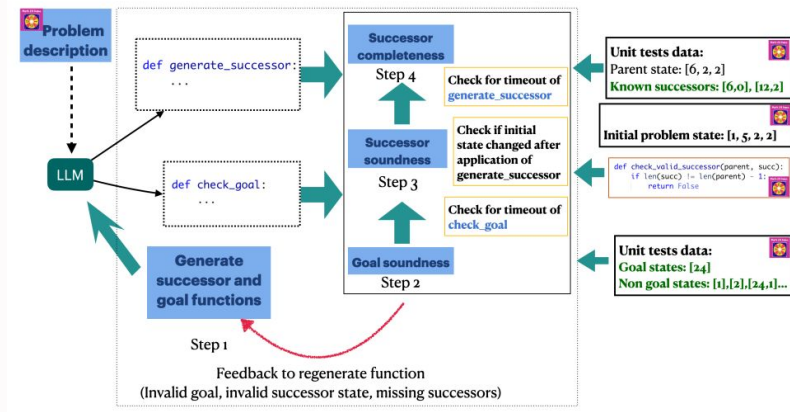 Problem
description
LLM
def generate_successor:
...
def check_goal:
...
Generate
successor and
goal functions
Step 1
Successor
completeness
Step 4
Check for timeout of
generate_successor
Successor
soundness
Step 3
Check if initial
state changed after
application of
generate_successor
Check for timeout of
check_goal
Goal soundness
Step 2
Feedback to regenerate function
(Invalid goal, invalid successor state, missing successors)
Unit tests data:
Parent state: [6, 2, 2]
Known successors: [6,0], [12,2]
Initial problem state: [1, 5, 2, 2]
def check_valid_successor(parent, succ):
if len(succ) != len(parent) - 1:
return False
Unit tests data:
Goal states: [24]
Non goal states: [1],[2],[24,1]...